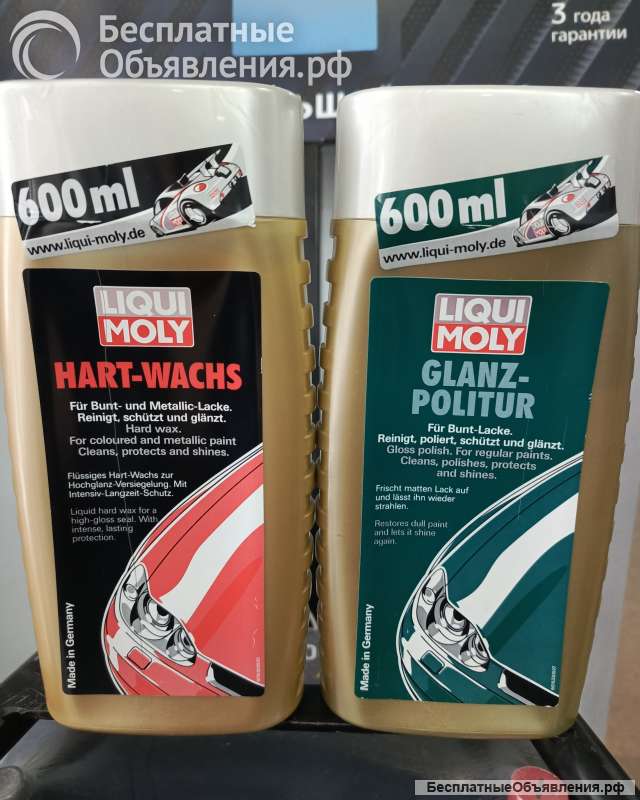 Бесплатные
Объявления.рф
3 года
гарантии
600ml
www.liqui-moly.de
LIQUI
MOLY
HART-WACHS
Für Bunt- und Metallic-Lacke.
Reinigt, schützt und glänzt.
Hard wax.
For coloured and metallic paint
Cleans, protects and shines.
Flüssiges Hart-Wachs zur
Hochglanz-Versiegelung. Mit
Intensiv-Langzeit-Schutz.
Liquid hard wax for a
high-gloss seal. With
intense, lasting
protection.
Made in Germany
600ml
www.liqui-moly.de
LIQUI
MOLY
GLANZ-
POLITUR
Für Bunt-Lacke.
Reinigt, poliert, schützt und glänzt.
Gloss polish. For regular paints.
Cleans, polishes, protects
and shines.
Frischt matten Lack auf
und lässt ihn wieder
strahlen.
Restores dull paint
and lets it shine
again.
Made in Germany
БесплатныеОбъявления.рф